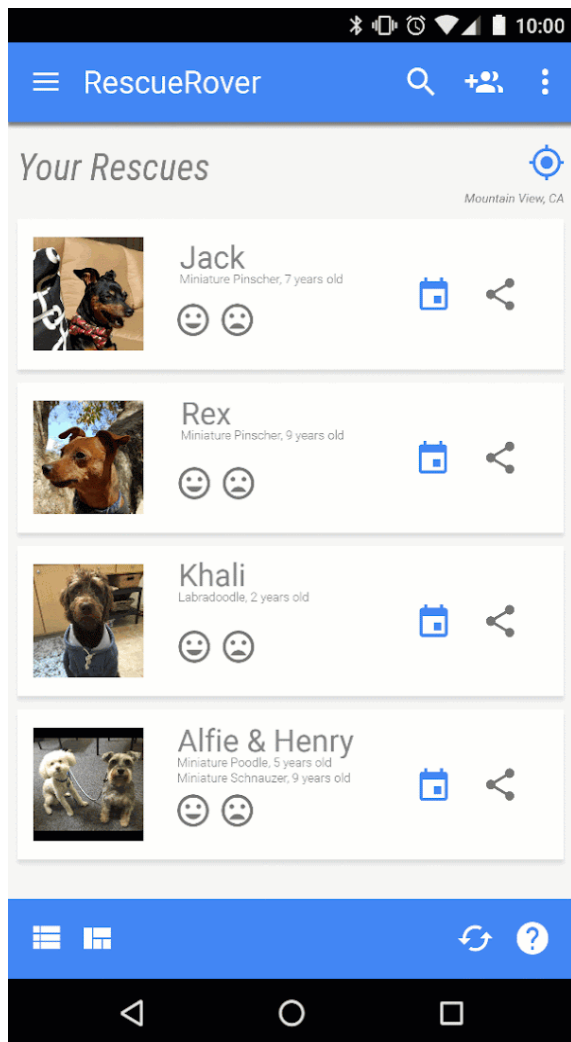 10:00
RescueRover
Your Rescues
Mountain View, CA
Jack
Miniature Pinscher, 7 years old
Rex
Miniature Pinscher, 9 years old
Khali
Labradoodle, 2 years old
Alfie & Henry
Miniature Poodle, 5 years old
Miniature Schnauzer, 9 years old